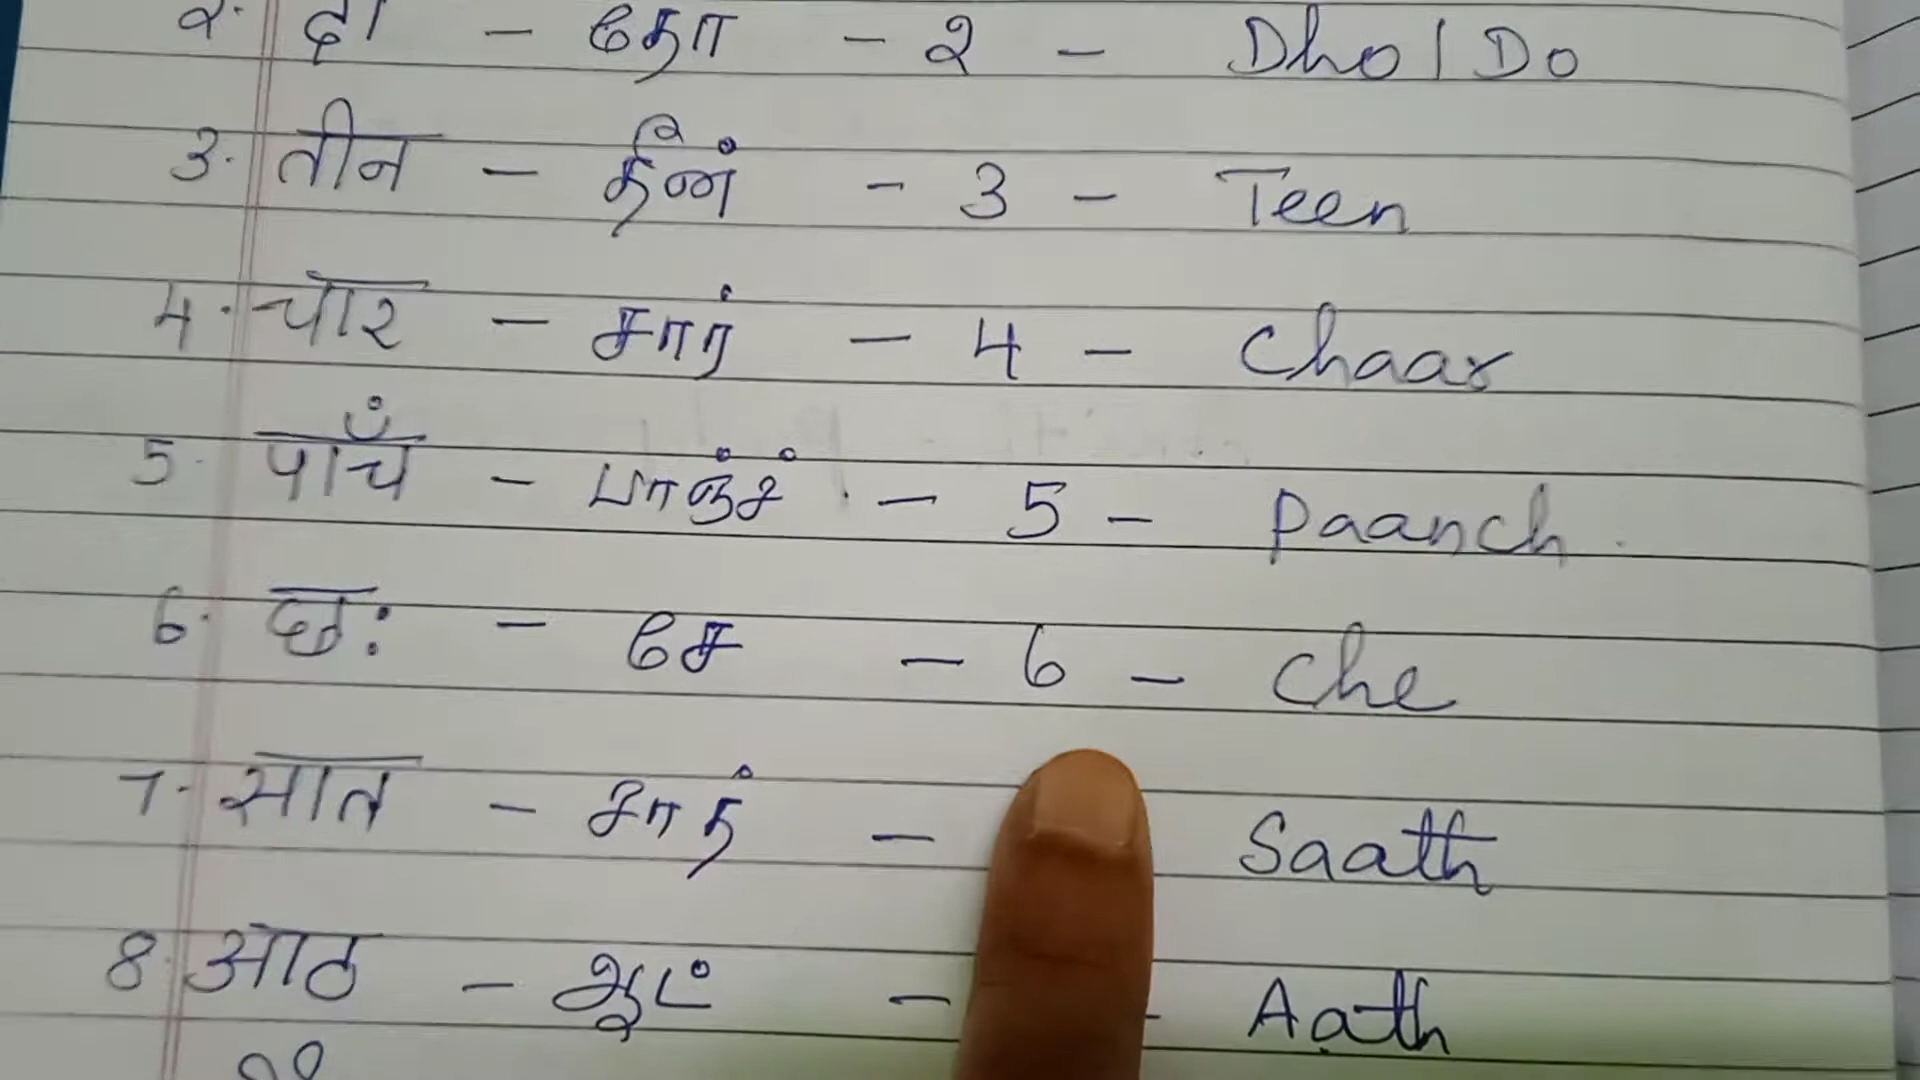 2. दो - தோ - 2 - Dho / Do
3. तीन - தீன் - 3 - Teen
4. चार - சார் - 4 - Chaar
5. पाँच - பாஞ்ச் - 5 - Paanch
6. छ: - சே - 6 - Che
7. सात - சாத் - Saath
8. आठ - ஆட் - - Aath